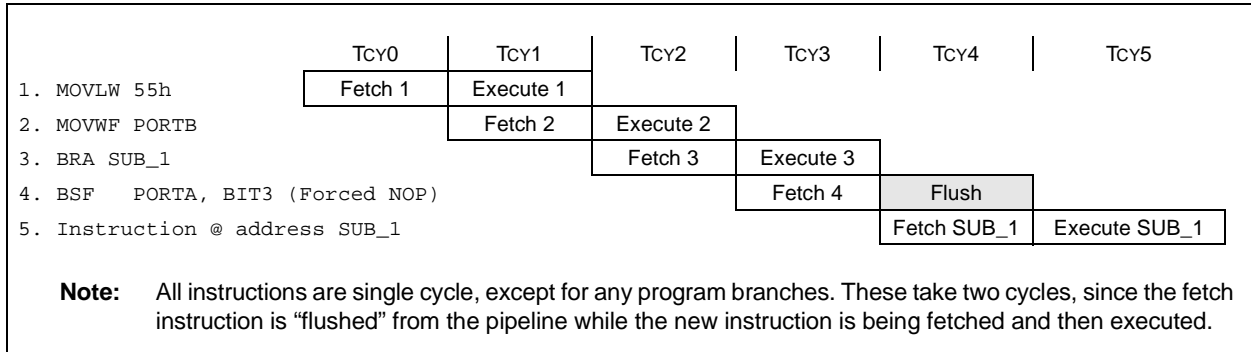 TCY0 TCY1 TCY2 TCY3 TCY4 TCY5
1. MOVLW 55h Fetch 1 Execute 1
2. MOVWF PORTB Fetch 2 Execute 2
3. BRA SUB_1 Fetch 3 Execute 3
4. BSF PORTA, BIT3 (Forced NOP) Fetch 4 Flush
5. Instruction @ address SUB_1 Fetch SUB_1 Execute SUB_1
Note: All instructions are single cycle, except for any program branches. These take two cycles, since the fetch
instruction is “flushed” from the pipeline while the new instruction is being fetched and then executed.